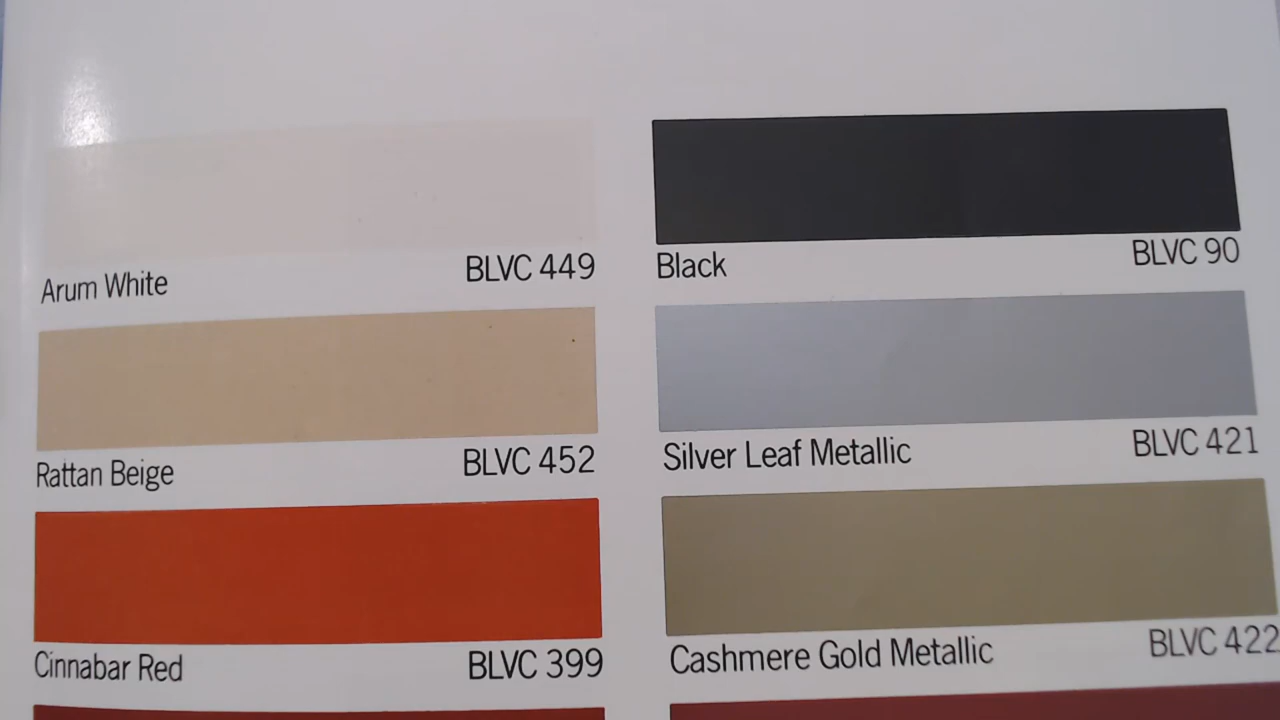 Arum White BLVC 449
Black BLVC 90
Rattan Beige BLVC 452
Silver Leaf Metallic BLVC 421
Cinnabar Red BLVC 399
Cashmere Gold Metallic BLVC 422